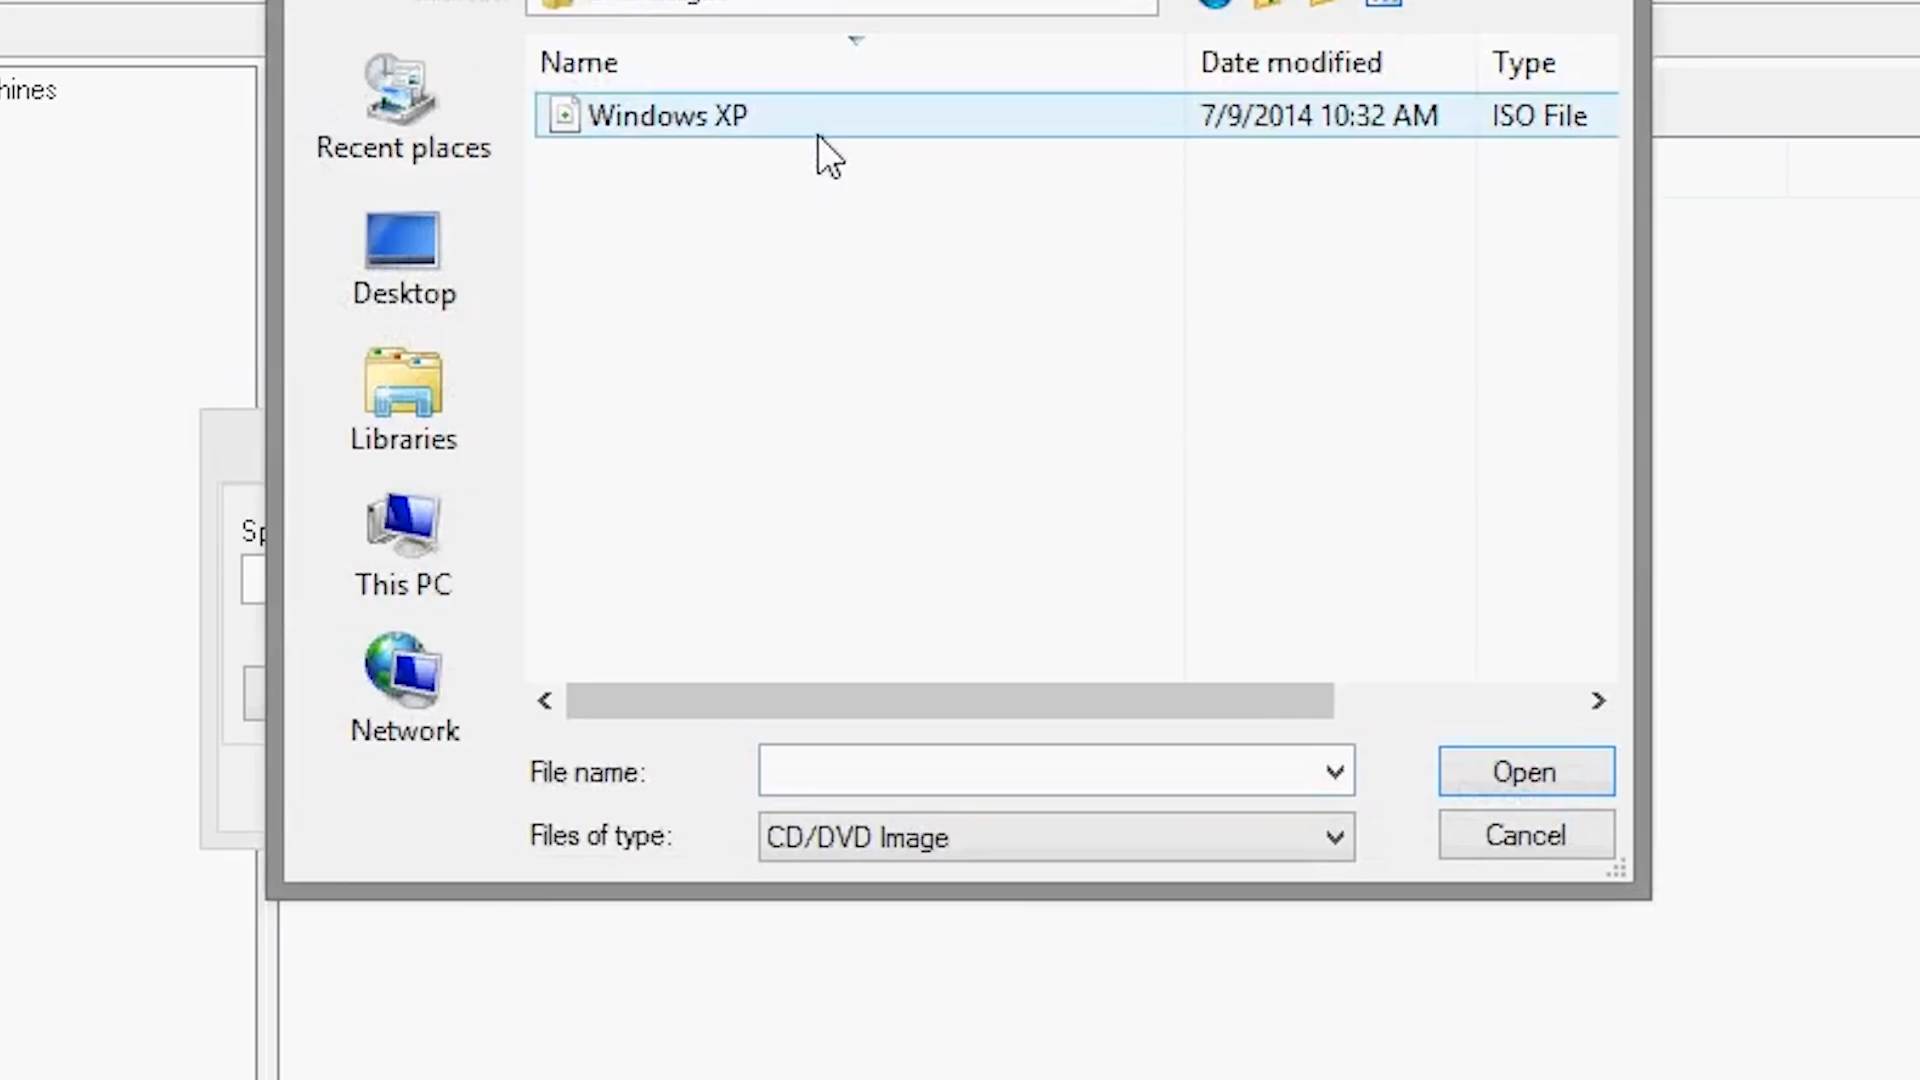 Name Date modified Type
hines
Windows XP 7/9/2014 10:32 AM ISO File
Recent places
Desktop
Libraries
Sp
This PC
Network
File name: Open
Files of type: CD/DVD Image Cancel